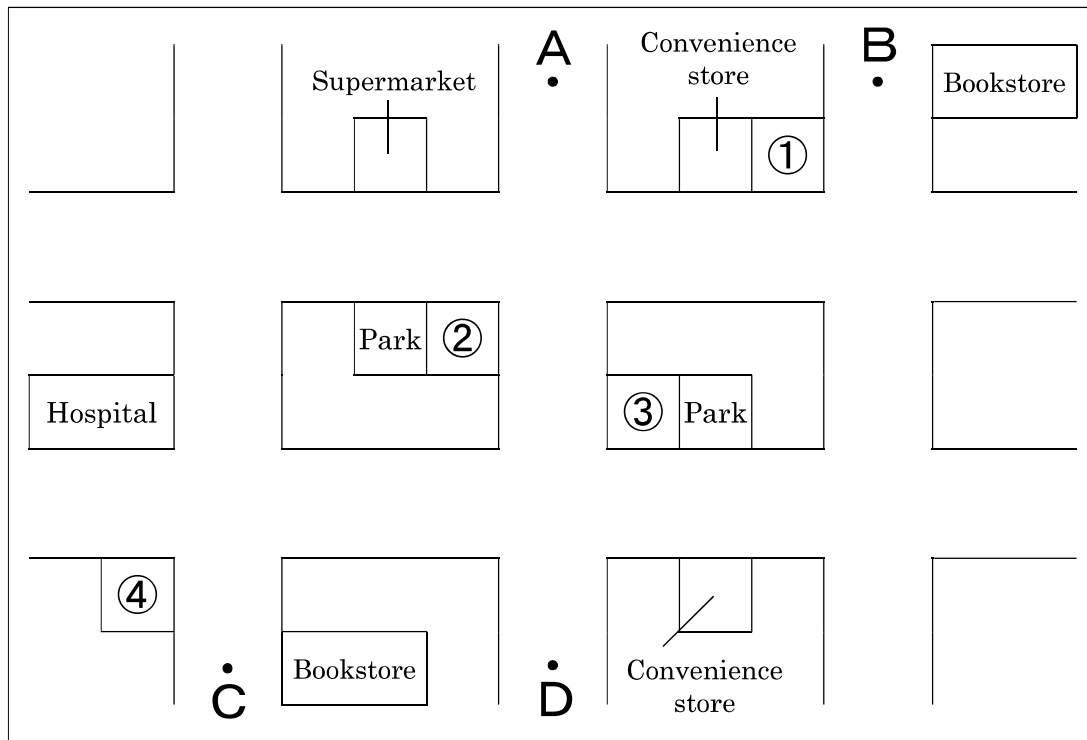 A
Convenience
store
B
Supermarket
Bookstore
①
Park
②
Hospital
③
Park
④
Bookstore
C
D
Convenience
store